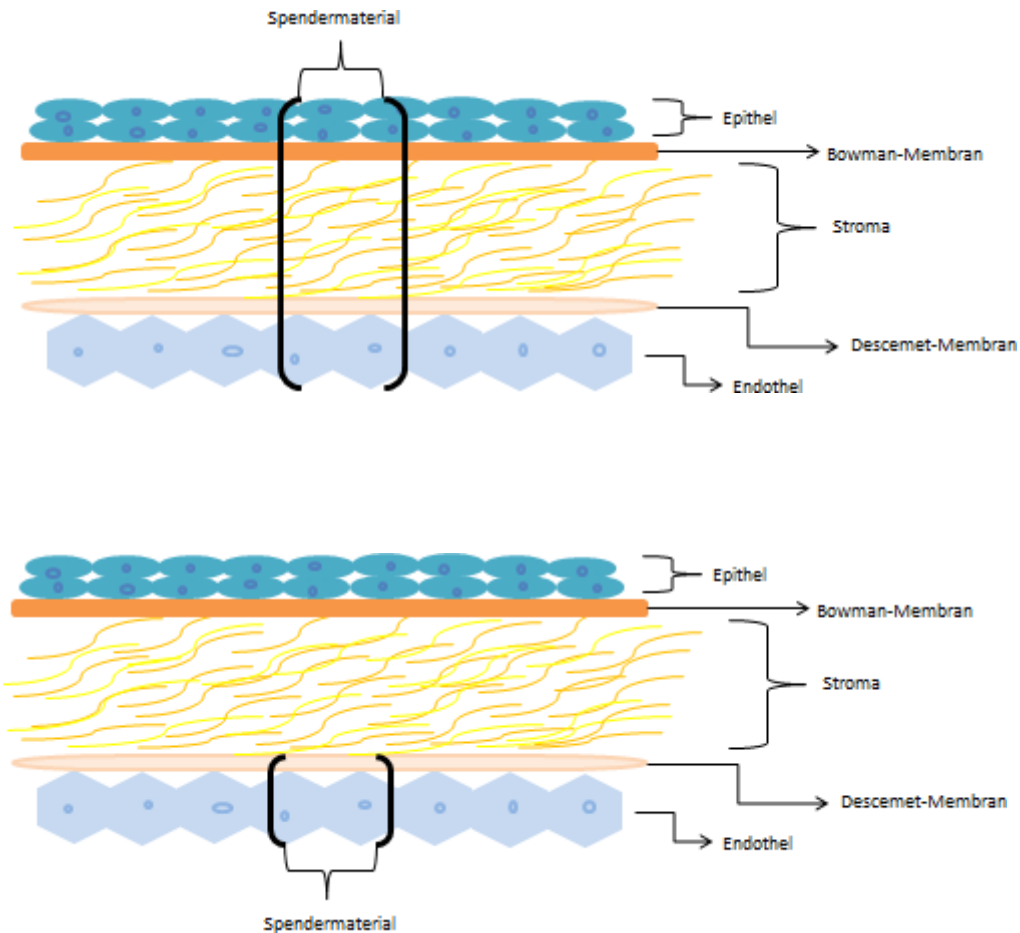 Spendermaterial
Epithel
Bowman-Membran
Stroma
Descemet-Membran
Endothel
Epithel
Bowman-Membran
Stroma
Descemet-Membran
Endothel
Spendermaterial